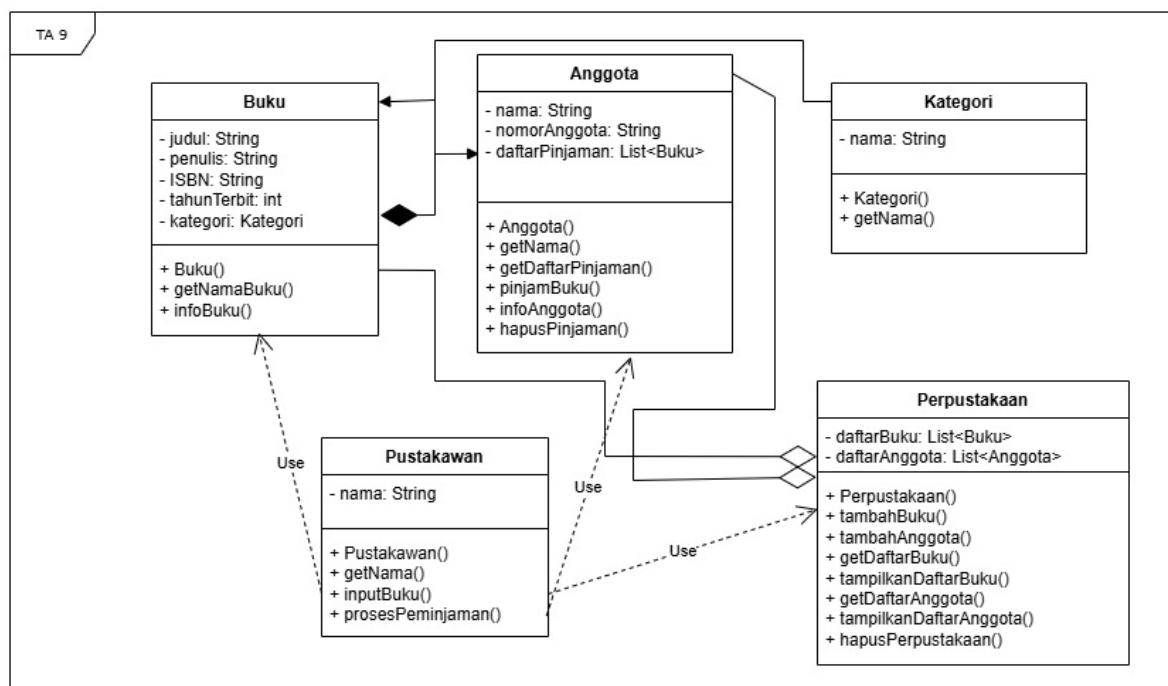 TA 9
Buku
- judul: String
- penulis: String
- ISBN: String
- tahunTerbit: int
- kategori: Kategori
+ Buku()
+ getNamaBuku()
+ infoBuku()
Anggota
- nama: String
- nomorAnggota: String
- daftarPinjaman: List<Buku>
+ Anggota()
+ getNama()
+ getDaftarPinjaman()
+ pinjamBuku()
+ infoAnggota()
+ hapusPinjaman()
Kategori
- nama: String
+ Kategori()
+ getNama()
Use
Pustakawan
- nama: String
+ Pustakawan()
+ getNama()
+ inputBuku()
+ prosesPeminjaman()
Use
Use
Perpustakaan
- daftarBuku: List<Buku>
- daftarAnggota: List<Anggota>
+ Perpustakaan()
+ tambahBuku()
+ tambahAnggota()
+ getDaftarBuku()
+ tampilkanDaftarBuku()
+ getDaftarAnggota()
+ tampilkanDaftarAnggota()
+ hapusPerpustakaan()